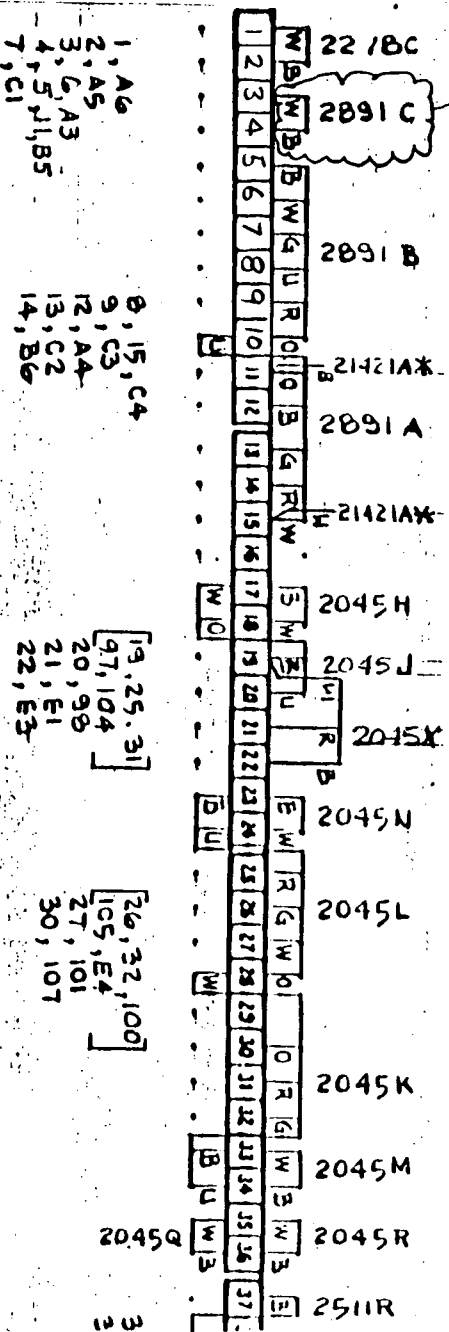 1 W 22 1BC
2 B
3 W 2891 C
4 B
5 B
6 W 2891 B
7 G
8 U
9 R
10 O
11 O B 21421A*
12 B 2891 A
13 G
14 R
15 W W 21421A*
16
W 17 B 2045H
O 18 W
19 2045J
20 U
21 R 2045X
22 B
23 2045N
U 24 W
25 R
26 G 2045L
27 W
W 28 O
29
30 O
31 R 2045K
32 G
B 33 W 2045M
U 34 B
2045Q W 35 W 2045R
B 36 B
37 2511R
1, A6
2, A5
3, 6, A3
4, 5, J1, B5
7, C1
8, 15, C4
9, C3
12, A4
13, C2
14, B6
[19, 25, 31
97, 104]
20, 98
21, E1
22, E3
[26, 32, 100
105, E4]
27, 101
30, 107